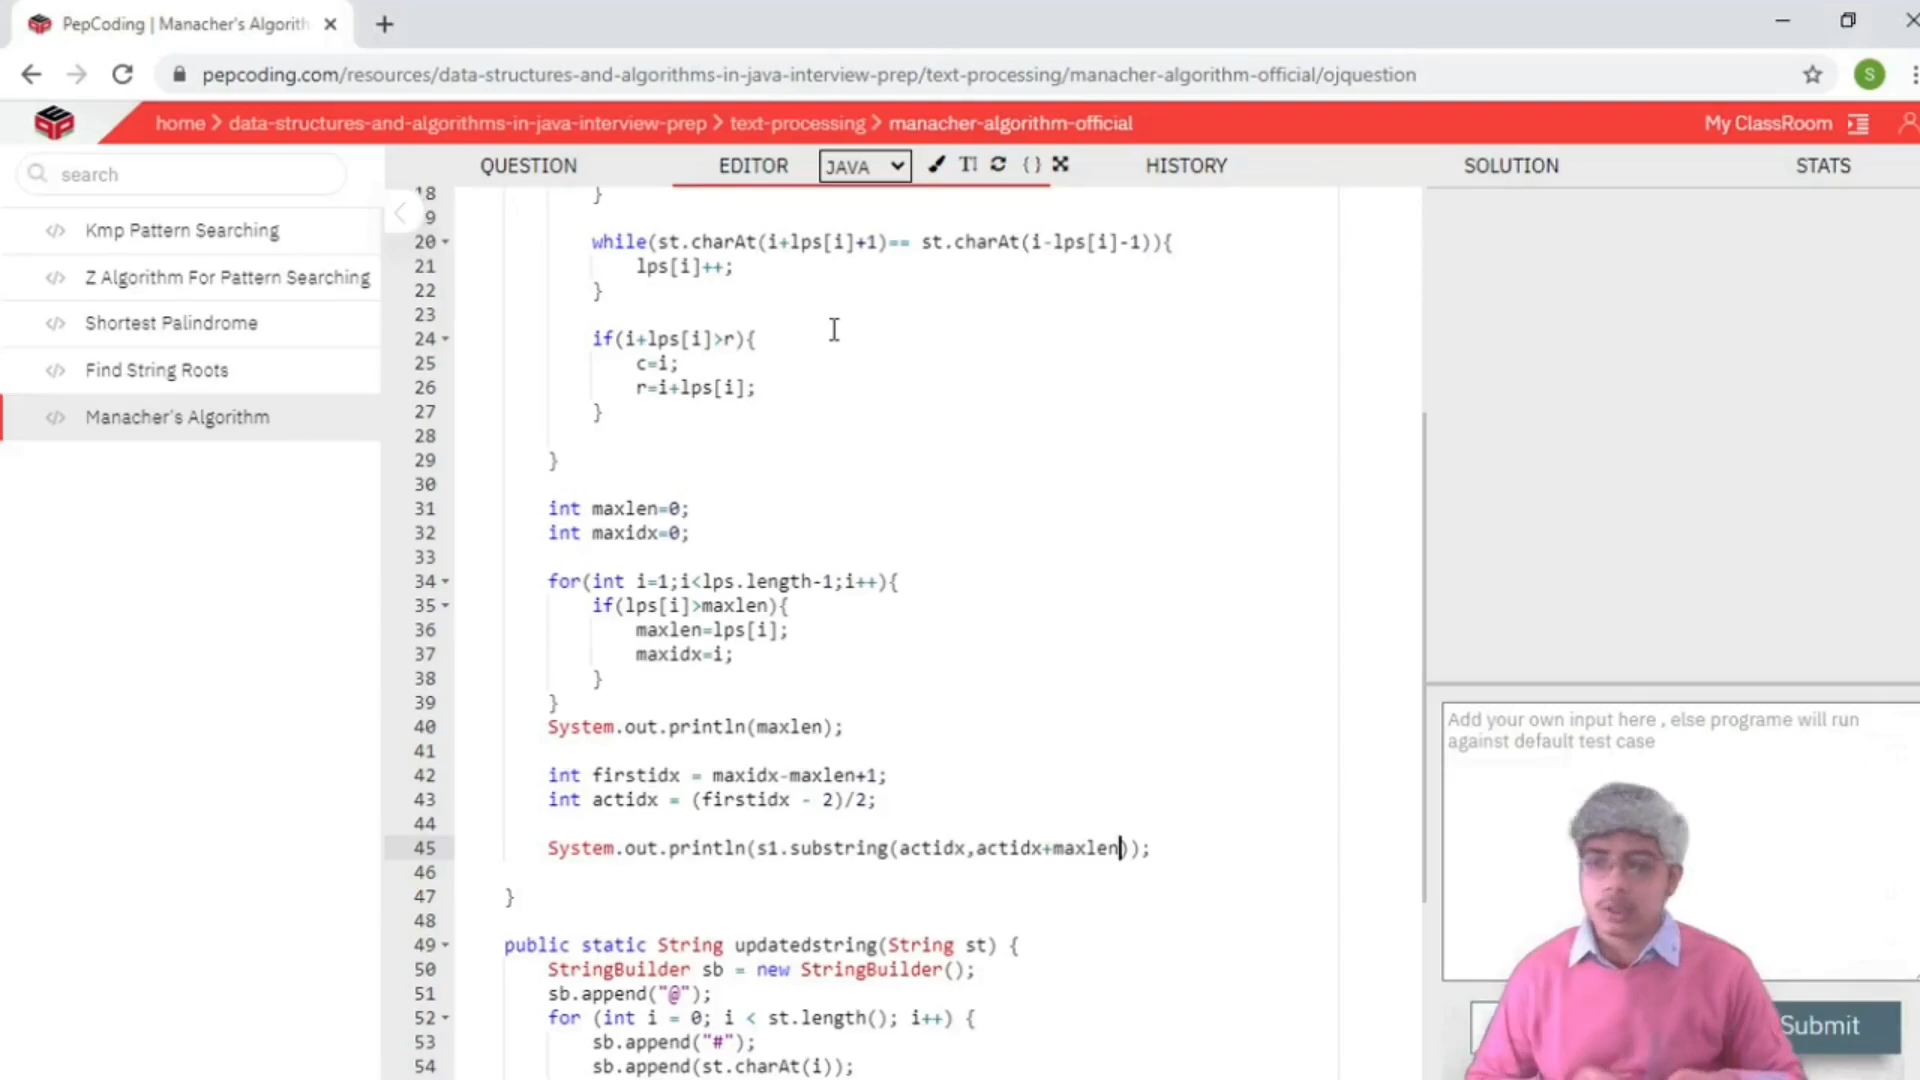 PepCoding | Manacher's Algorith
pepcoding.com/resources/data-structures-and-algorithms-in-java-interview-prep/text-processing/manacher-algorithm-official/ojquestion
S
home > data-structures-and-algorithms-in-java-interview-prep > text-processing > manacher-algorithm-official
My ClassRoom
search
Kmp Pattern Searching
Z Algorithm For Pattern Searching
Shortest Palindrome
Find String Roots
Manacher's Algorithm
QUESTION EDITOR JAVA HISTORY SOLUTION STATS
18 }
9
20 while(st.charAt(i+lps[i]+1)== st.charAt(i-lps[i]-1)){
21 lps[i]++;
22 }
23
24 if(i+lps[i]>r){
25 c=i;
26 r=i+lps[i];
27 }
28
29 }
30
31 int maxlen=0;
32 int maxidx=0;
33
34 for(int i=1;i<lps.length-1;i++){
35 if(lps[i]>maxlen){
36 maxlen=lps[i];
37 maxidx=i;
38 }
39 }
40 System.out.println(maxlen);
41
42 int firstidx = maxidx-maxlen+1;
43 int actidx = (firstidx - 2)/2;
44
45 System.out.println(s1.substring(actidx,actidx+maxlen));
46
47 }
48
49 public static String updatedstring(String st) {
50 StringBuilder sb = new StringBuilder();
51 sb.append("@");
52 for (int i = 0; i < st.length(); i++) {
53 sb.append("#");
54 sb.append(st.charAt(i));
Add your own input here , else programe will run
against default test case
Submit